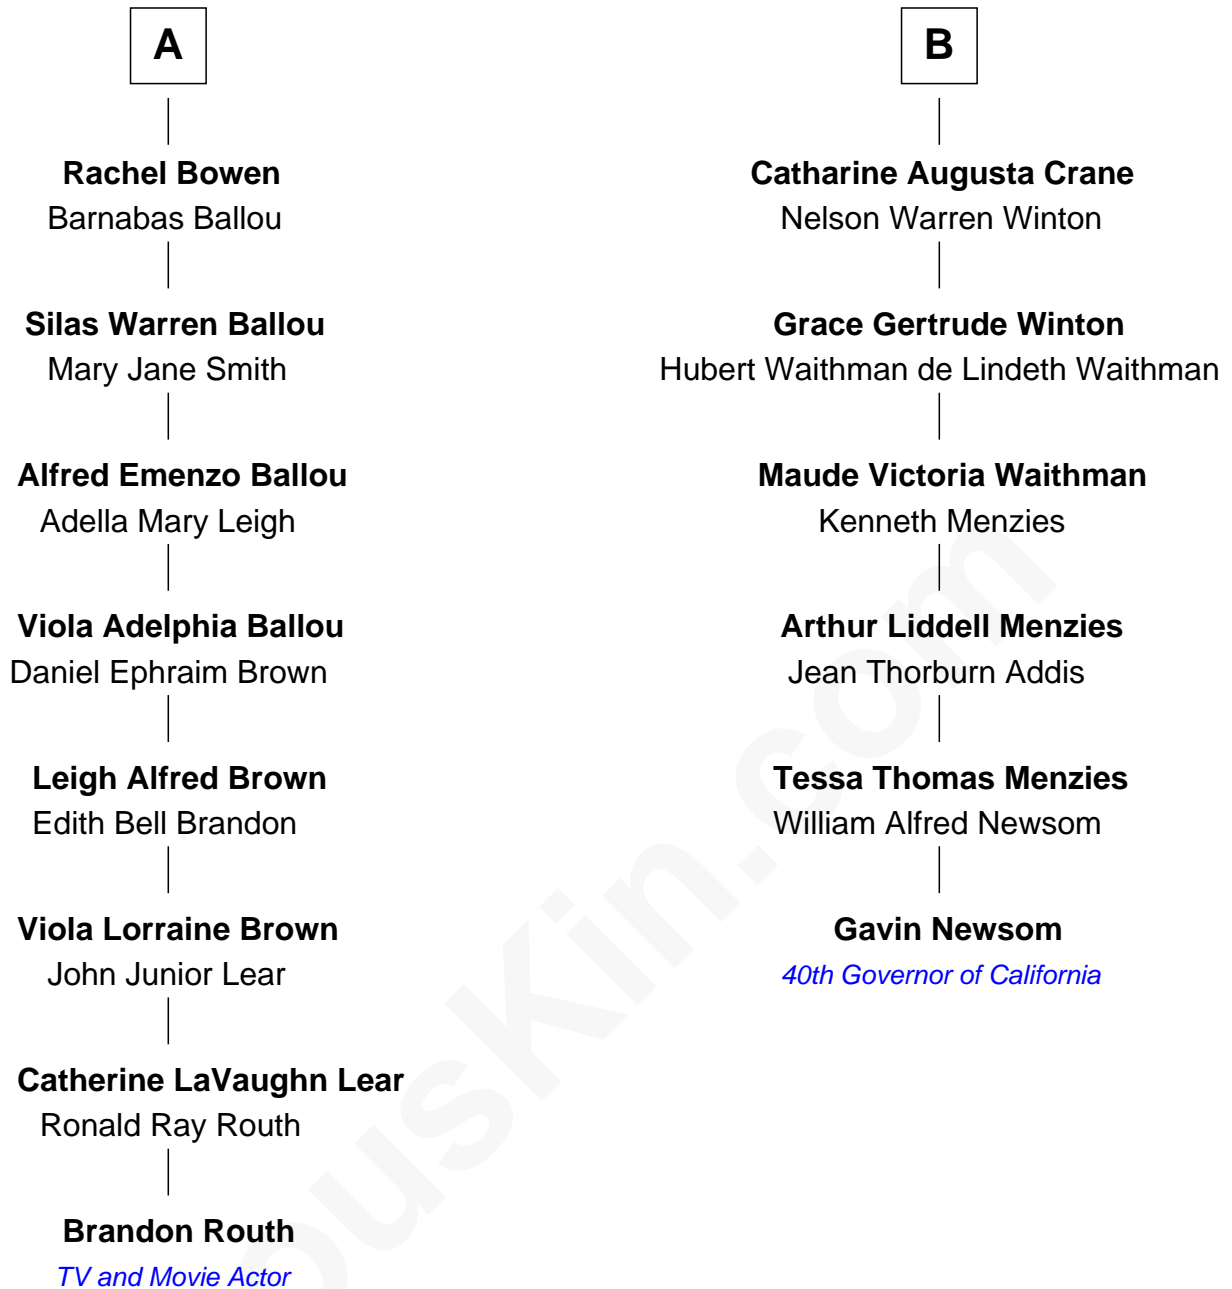 A
Rachel Bowen
Barnabas Ballou
Silas Warren Ballou
Mary Jane Smith
Alfred Emenzo Ballou
Adella Mary Leigh
Viola Adelphia Ballou
Daniel Ephraim Brown
Leigh Alfred Brown
Edith Bell Brandon
Viola Lorraine Brown
John Junior Lear
Catherine LaVaughn Lear
Ronald Ray Routh
Brandon Routh
TV and Movie Actor
B
Catharine Augusta Crane
Nelson Warren Winton
Grace Gertrude Winton
Hubert Waithman de Lindeth Waithman
Maude Victoria Waithman
Kenneth Menzies
Arthur Liddell Menzies
Jean Thorburn Addis
Tessa Thomas Menzies
William Alfred Newsom
Gavin Newsom
40th Governor of California
ousKin.com